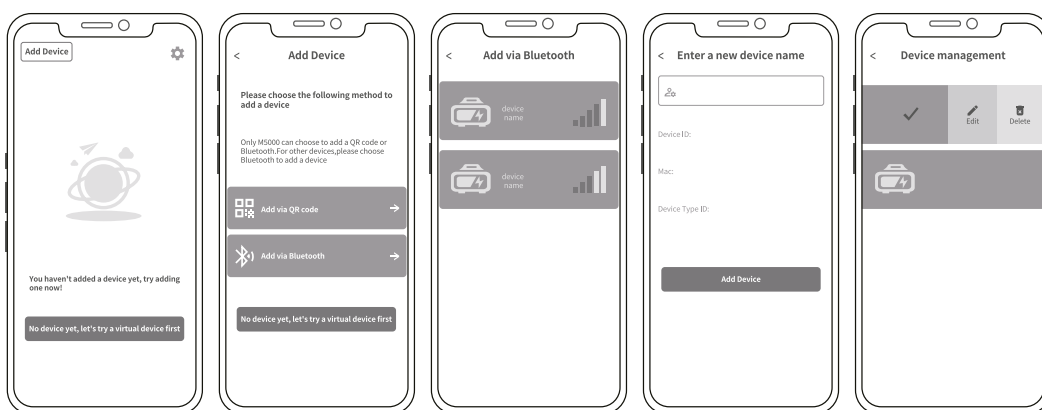 Add Device
You haven't added a device yet, try adding
one now!
No device yet, let's try a virtual device first
< Add Device
Please choose the following method to
add a device
Only M5000 can choose to add a QR code or
Bluetooth.For other devices,please choose
Bluetooth to add a device
Add via QR code →
Add via Bluetooth →
No device yet, let's try a virtual device first
< Add via Bluetooth
device
name
device
name
< Enter a new device name
Device ID:
Mac:
Device Type ID:
Add Device
< Device management
Edit
Delete